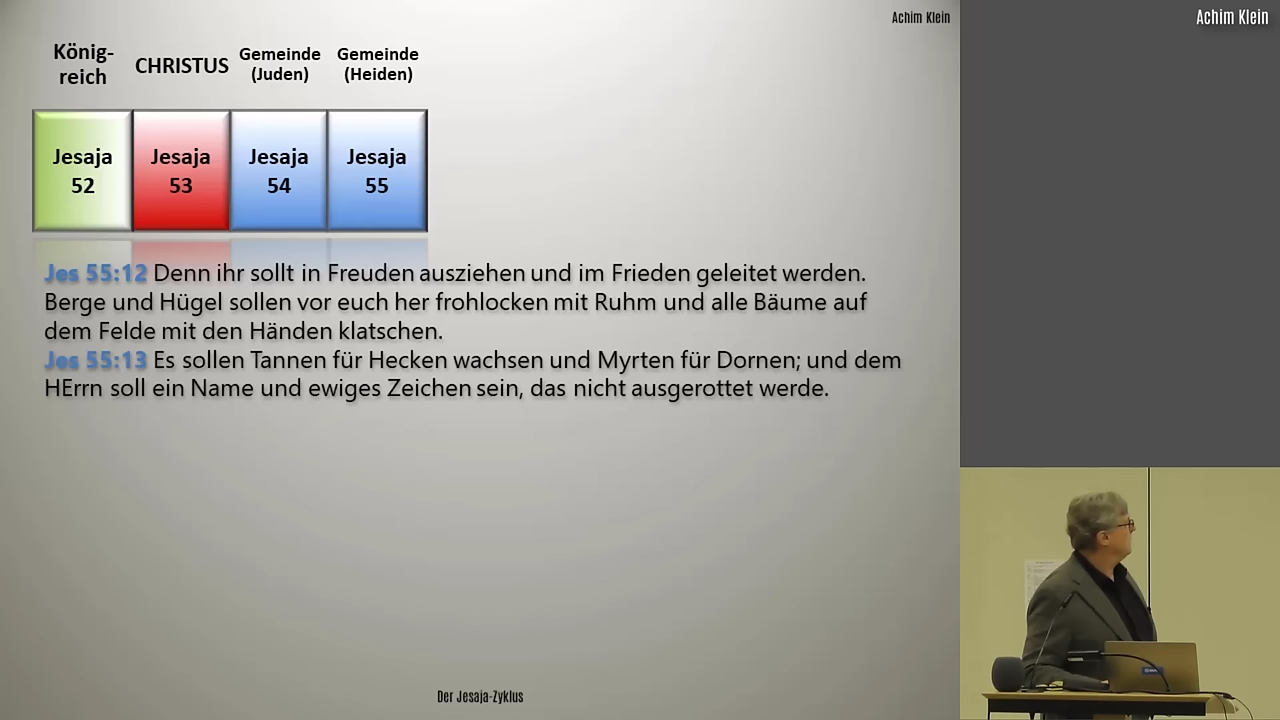 Achim Klein
Achim Klein
König-
reich
CHRISTUS
Gemeinde
(Juden)
Gemeinde
(Heiden)
Jesaja
52
Jesaja
53
Jesaja
54
Jesaja
55
Jes 55:12 Denn ihr sollt in Freuden ausziehen und im Frieden geleitet werden.
Berge und Hügel sollen vor euch her frohlocken mit Ruhm und alle Bäume auf
dem Felde mit den Händen klatschen.
Jes 55:13 Es sollen Tannen für Hecken wachsen und Myrten für Dornen; und dem
HErrn soll ein Name und ewiges Zeichen sein, das nicht ausgerottet werde.
Der Jesaja-Zyklus